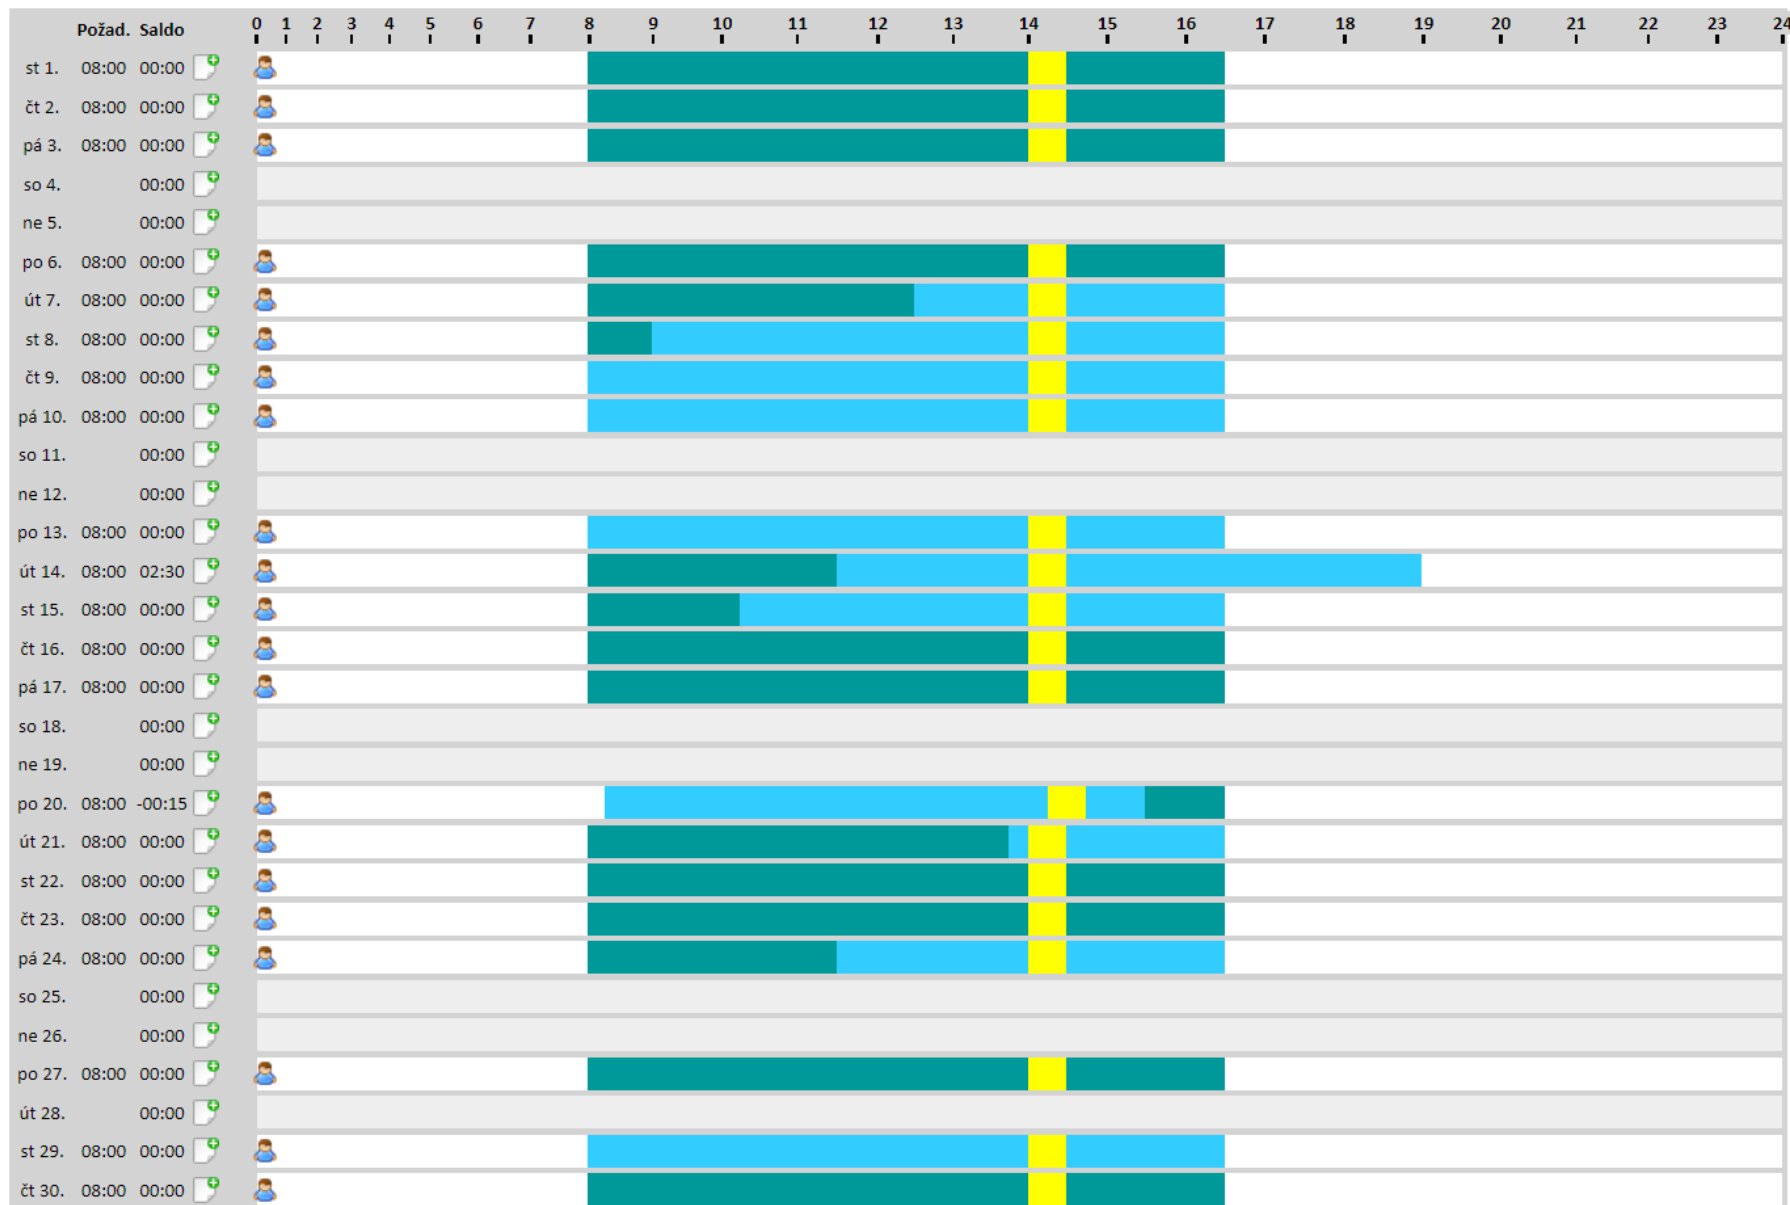 Požad. Saldo 0 1 2 3 4 5 6 7 8 9 10 11 12 13 14 15 16 17 18 19 20 21 22 23 24
st 1. 08:00 00:00
čt 2. 08:00 00:00
pá 3. 08:00 00:00
so 4. 00:00
ne 5. 00:00
po 6. 08:00 00:00
út 7. 08:00 00:00
st 8. 08:00 00:00
čt 9. 08:00 00:00
pá 10. 08:00 00:00
so 11. 00:00
ne 12. 00:00
po 13. 08:00 00:00
út 14. 08:00 02:30
st 15. 08:00 00:00
čt 16. 08:00 00:00
pá 17. 08:00 00:00
so 18. 00:00
ne 19. 00:00
po 20. 08:00 -00:15
út 21. 08:00 00:00
st 22. 08:00 00:00
čt 23. 08:00 00:00
pá 24. 08:00 00:00
so 25. 00:00
ne 26. 00:00
po 27. 08:00 00:00
út 28. 00:00
st 29. 08:00 00:00
čt 30. 08:00 00:00